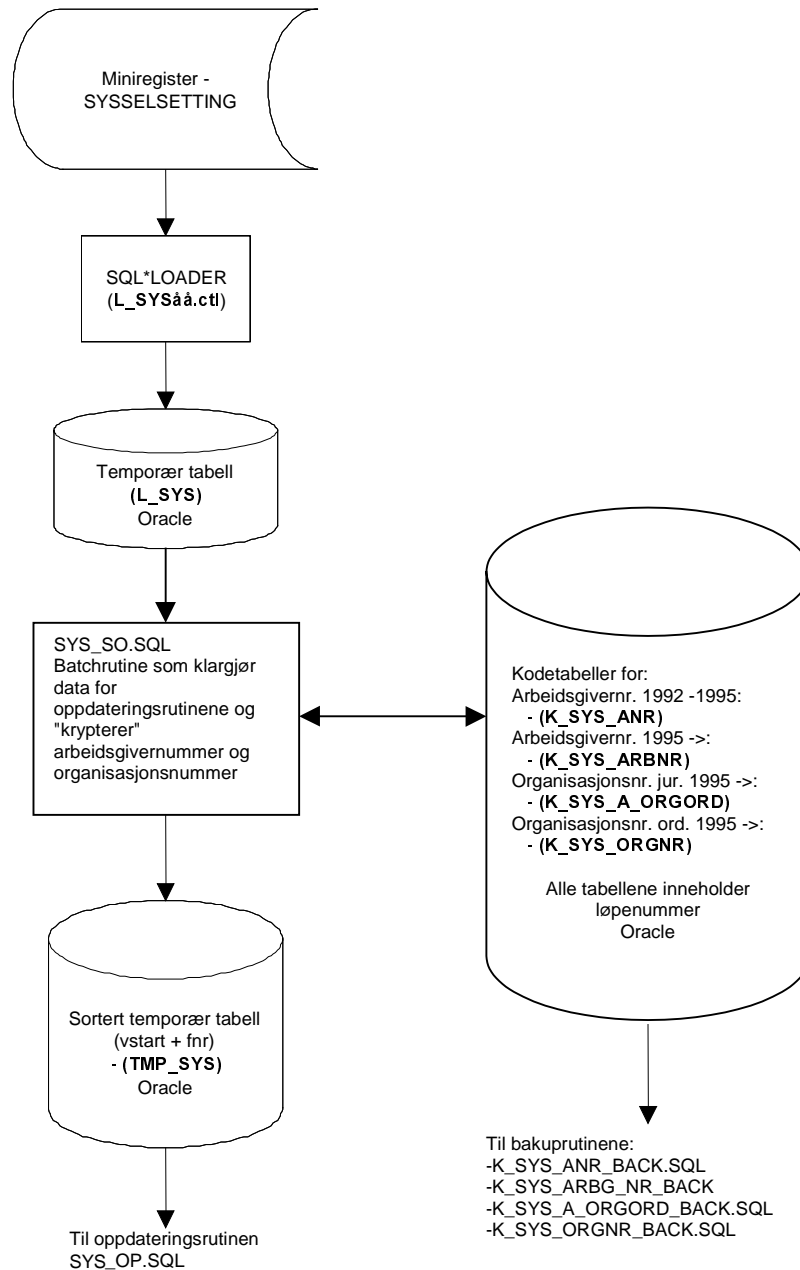 Miniregister -
SYSSELSETTING
SQL*LOADER
(L_SYSåå.ctl)
Temporær tabell
(L_SYS)
Oracle
SYS_SO.SQL
Batchrutine som klargjør
data for
oppdateringsrutinene og
"krypterer"
arbeidsgivernummer og
organisasjonsnummer
Kodetabeller for:
Arbeidsgivernr. 1992 -1995:
- (K_SYS_ANR)
Arbeidsgivernr. 1995 ->:
- (K_SYS_ARBNR)
Organisasjonsnr. jur. 1995 ->:
- (K_SYS_A_ORGORD)
Organisasjonsnr. ord. 1995 ->:
- (K_SYS_ORGNR)
Alle tabellene inneholder
løpenummer
Oracle
Sortert temporær tabell
(vstart + fnr)
- (TMP_SYS)
Oracle
Til bakuprutinene:
-K_SYS_ANR_BACK.SQL
-K_SYS_ARBG_NR_BACK
-K_SYS_A_ORGORD_BACK.SQL
-K_SYS_ORGNR_BACK.SQL
Til oppdateringsrutinen
SYS_OP.SQL